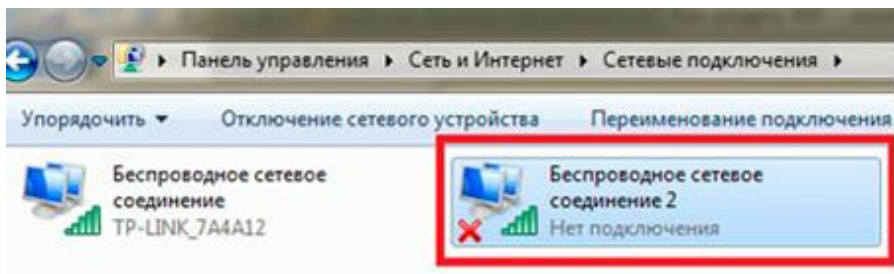 Панель управления ▸ Сеть и Интернет ▸ Сетевые подключения ▸
Упорядочить ▾ Отключение сетевого устройства Переименование подключения
Беспроводное сетевое
соединение
TP-LINK_7A4A12
Беспроводное сетевое
соединение 2
Нет подключения